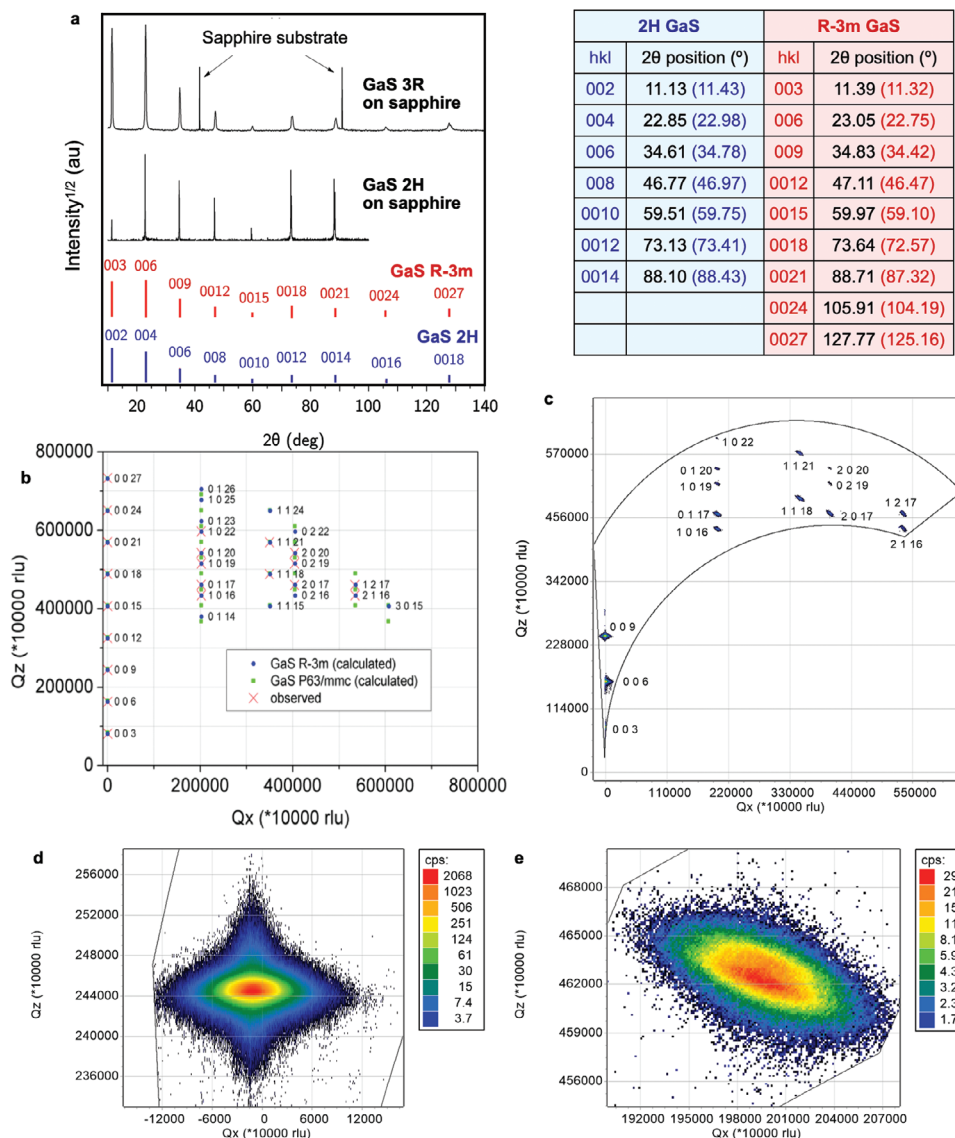 a
Intensity1/2 (au)
Sapphire substrate
GaS 3R
on sapphire
GaS 2H
on sapphire
003 006 009 0012 0015 0018 0021 0024 0027
GaS R-3m
GaS 2H
002 004 006 008 0010 0012 0014 0016 0018
20 40 60 80 100 120 140
2θ (deg)
2H GaS R-3m GaS
hkl 2θ position (º) hkl 2θ position (º)
002 11.13 (11.43) 003 11.39 (11.32)
004 22.85 (22.98) 006 23.05 (22.75)
006 34.61 (34.78) 009 34.83 (34.42)
008 46.77 (46.97) 0012 47.11 (46.47)
0010 59.51 (59.75) 0015 59.97 (59.10)
0012 73.13 (73.41) 0018 73.64 (72.57)
0014 88.10 (88.43) 0021 88.71 (87.32)
0024 105.91 (104.19)
0027 127.77 (125.16)
b
Qz (*10000 rlu)
800000
600000
400000
200000
0
0 0 27
0 0 24
0 0 21
0 0 18
0 0 15
0 0 12
0 0 9
0 0 6
0 0 3
0 1 26
1 0 25
0 1 23
1 0 22
0 1 20
1 0 19
0 1 17
1 0 16
0 1 14
1 1 24
1 1 21
1 1 18
1 1 15
0 2 22
2 0 20
0 2 19
2 0 17
0 2 16
1 2 17
2 1 16
3 0 15
GaS R-3m (calculated)
GaS P63/mmc (calculated)
observed
0 200000 400000 600000 800000
Qx (*10000 rlu)
c
Qz (*10000 rlu)
570000
456000
342000
228000
114000
0
1 0 22
0 1 20
1 0 19
0 1 17
1 0 16
1 1 21
1 1 18
2 0 20
0 2 19
2 0 17
1 2 17
2 1 16
0 0 9
0 0 6
0 0 3
0 110000 220000 330000 440000 550000
Qx (*10000 rlu)
d
Qz (*10000 rlu)
256000
252000
248000
244000
240000
236000
-12000 -6000 0 6000 12000
Qx (*10000 rlu)
cps:
2068
1023
506
251
124
61
30
15
7.4
3.7
e
Qz (*10000 rlu)
468000
465000
462000
459000
456000
192000 195000 198000 201000 204000 207000
Qx (*10000 rlu)
cps:
29
21
15
11
8.1
5.9
4.3
3.2
2.3
1.7